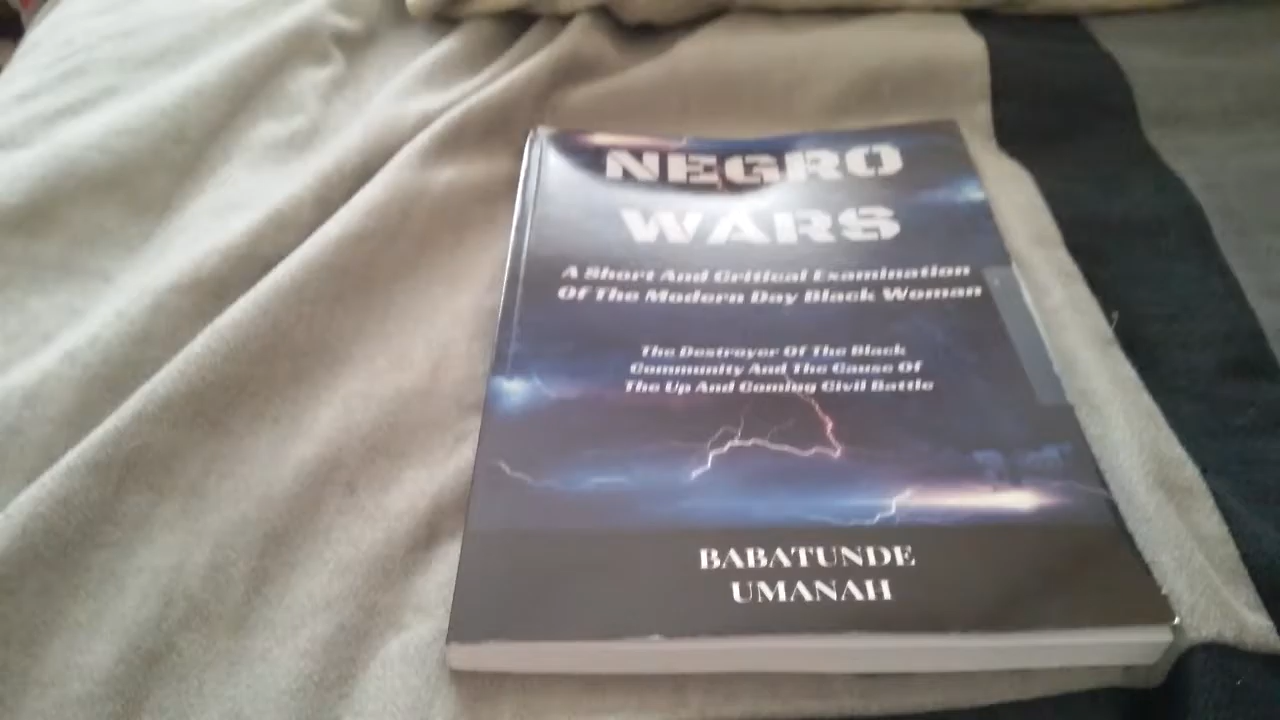 NEGRO
WARS
A Short And Critical Examination
Of The Modern Day Black Woman
The Destroyer Of The Black
Community And The Cause Of
The Up And Coming Civil Battle
BABATUNDE
UMANAH